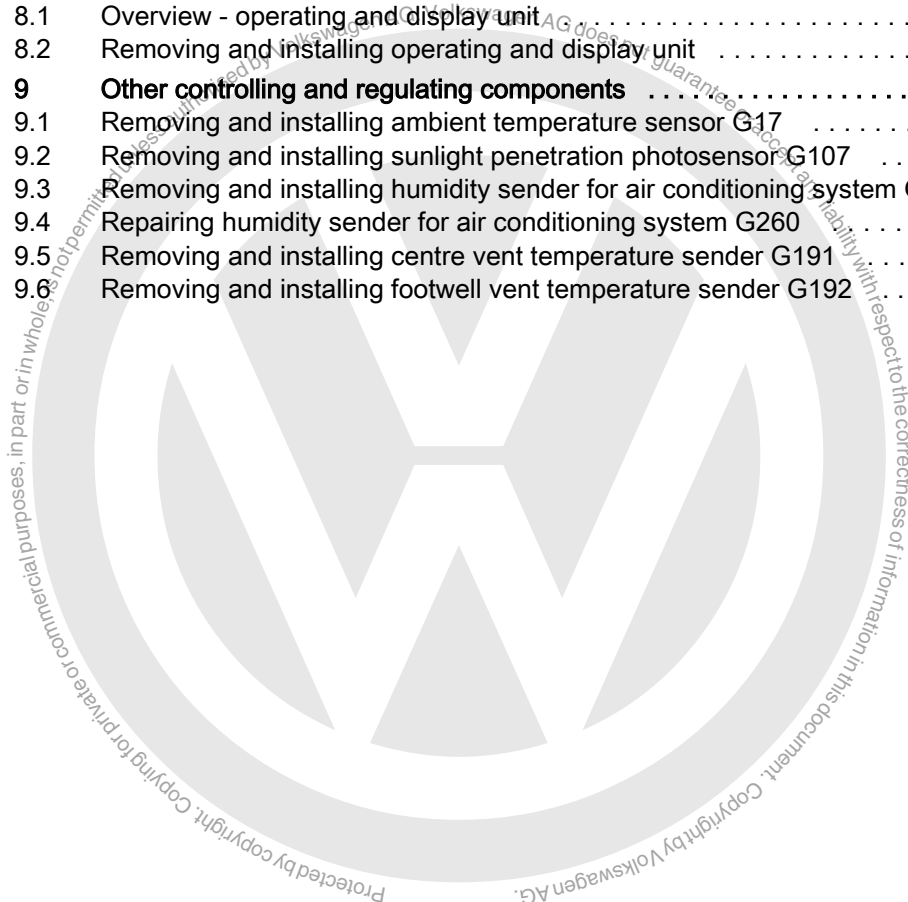 8.1 Overview - operating and display unit . . . . . . . . . . . . . . . . . . . . . .
8.2 Removing and installing operating and display unit . . . . . . . . . . . . . .
9 Other controlling and regulating components . . . . . . . . . . . . . . . . . .
9.1 Removing and installing ambient temperature sensor G17 . . . . . . .
9.2 Removing and installing sunlight penetration photosensor G107 . .
9.3 Removing and installing humidity sender for air conditioning system
9.4 Repairing humidity sender for air conditioning system G260 . . . . . .
9.5 Removing and installing centre vent temperature sender G191 . . . .
9.6 Removing and installing footwell vent temperature sender G192 . . .
Protected by copyright. Copying for private or commercial purposes, in part or in whole, is not permitted unless authorised by Volkswagen AG. Volkswagen AG does not guarantee or accept any liability with respect to the correctness of information in this document. Copyright by Volkswagen AG.